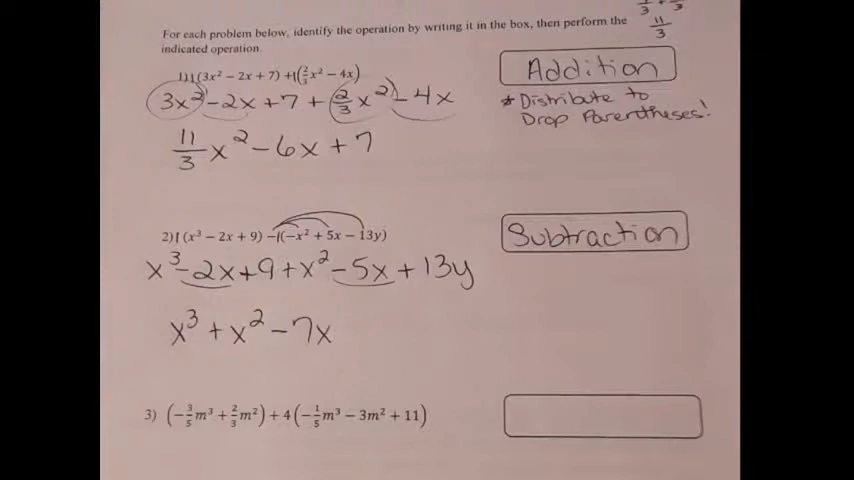 For each problem below, identify the operation by writing it in the box, then perform the
indicated operation.
11/3
1) 1(3x² − 2x + 7) + 1(2/3x² − 4x)
Addition
3x² − 2x + 7 + 2/3x² − 4x
* Distribute to
Drop Parentheses!
11/3x² − 6x + 7
2) 1(x³ − 2x + 9) − 1(−x² + 5x − 13y)
Subtraction
x³ − 2x + 9 + x² − 5x + 13y
x³ + x² − 7x
3) (−3/5m³ + 2/3m²) + 4(−1/5m³ − 3m² + 11)